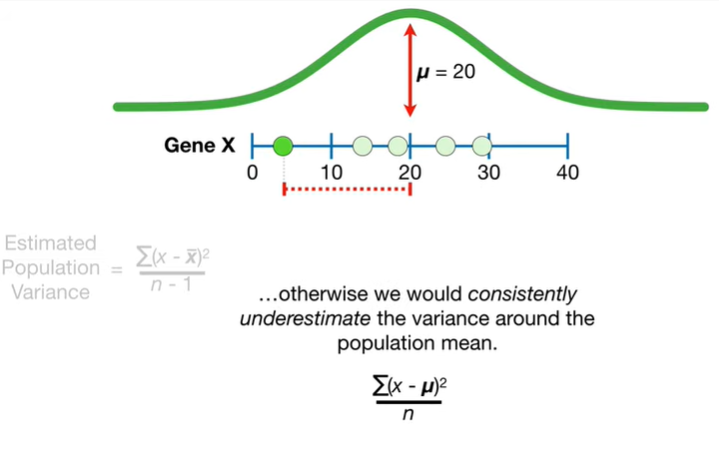 μ = 20
Gene X
0 10 20 30 40
Estimated
Population
Variance
= ∑(x - x̄)²
n - 1
...otherwise we would consistently
underestimate the variance around the
population mean.
∑(x - μ)²
n